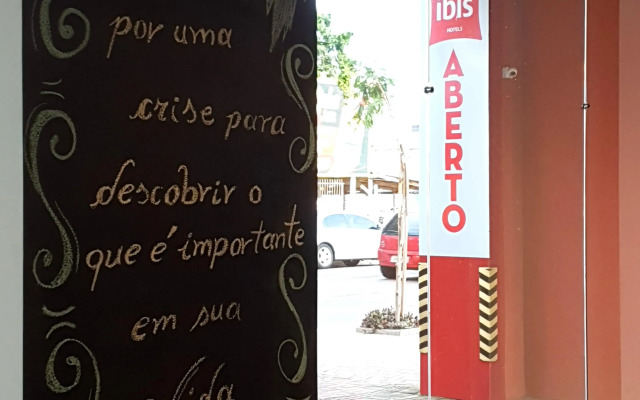 por uma
crise para
descobrir o
que é importante
em sua
vida
ibis
HOTELS
ABERTO